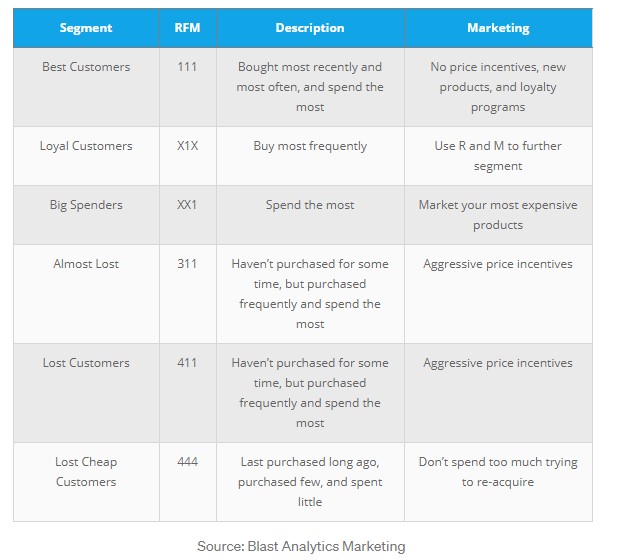 Segment RFM Description Marketing
Best Customers 111 Bought most recently and No price incentives, new
most often, and spend the products, and loyalty
most programs
Loyal Customers X1X Buy most frequently Use R and M to further
segment
Big Spenders XX1 Spend the most Market your most expensive
products
Almost Lost 311 Haven’t purchased for some Aggressive price incentives
time, but purchased
frequently and spend the
most
Lost Customers 411 Haven’t purchased for some Aggressive price incentives
time, but purchased
frequently and spend the
most
Lost Cheap 444 Last purchased long ago, Don’t spend too much trying
Customers purchased few, and spent to re-acquire
little
Source: Blast Analytics Marketing